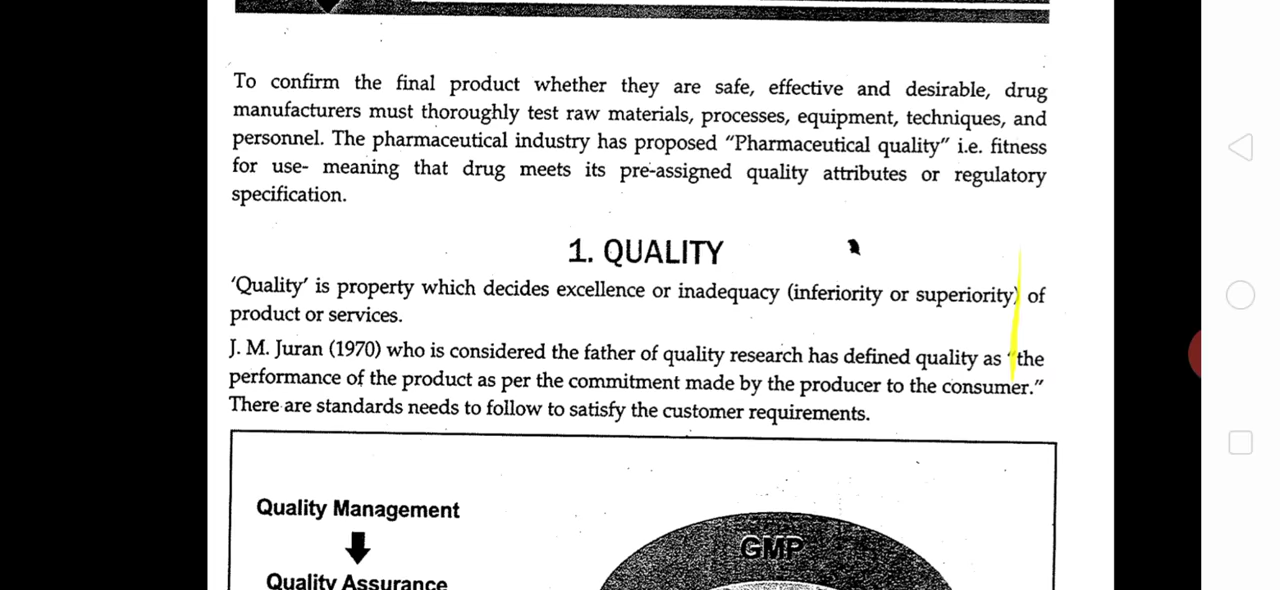 To confirm the final product whether they are safe, effective and desirable, drug
manufacturers must thoroughly test raw materials, processes, equipment, techniques, and
personnel. The pharmaceutical industry has proposed “Pharmaceutical quality” i.e. fitness
for use- meaning that drug meets its pre-assigned quality attributes or regulatory
specification.
1. QUALITY
‘Quality’ is property which decides excellence or inadequacy (inferiority or superiority) of
product or services.
J. M. Juran (1970) who is considered the father of quality research has defined quality as “the
performance of the product as per the commitment made by the producer to the consumer.”
There are standards needs to follow to satisfy the customer requirements.
Quality Management
GMP
Quality Assurance